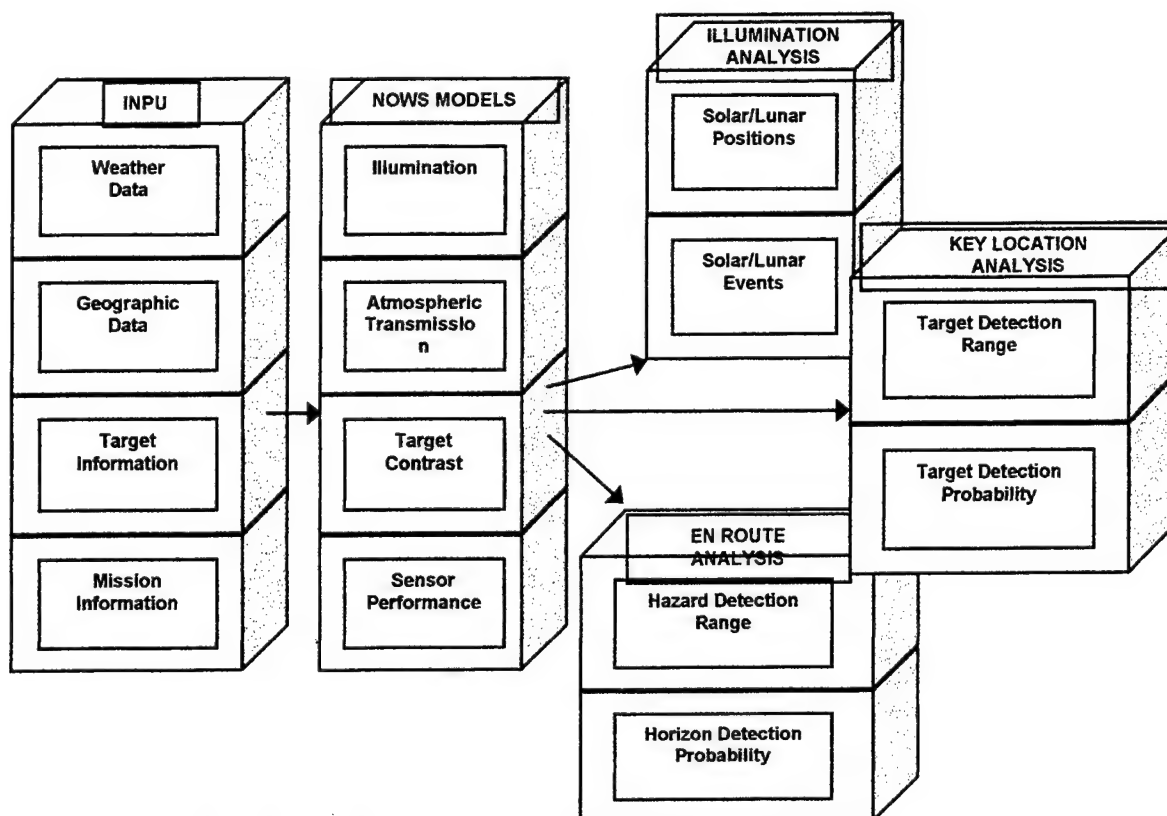 INPU
Weather
Data
Geographic
Data
Target
Information
Mission
Information
NOWS MODELS
Illumination
Atmospheric
Transmissio
n
Target
Contrast
Sensor
Performance
ILLUMINATION
ANALYSIS
Solar/Lunar
Positions
Solar/Lunar
Events
KEY LOCATION
ANALYSIS
Target Detection
Range
Target Detection
Probability
EN ROUTE
ANALYSIS
Hazard Detection
Range
Horizon Detection
Probability